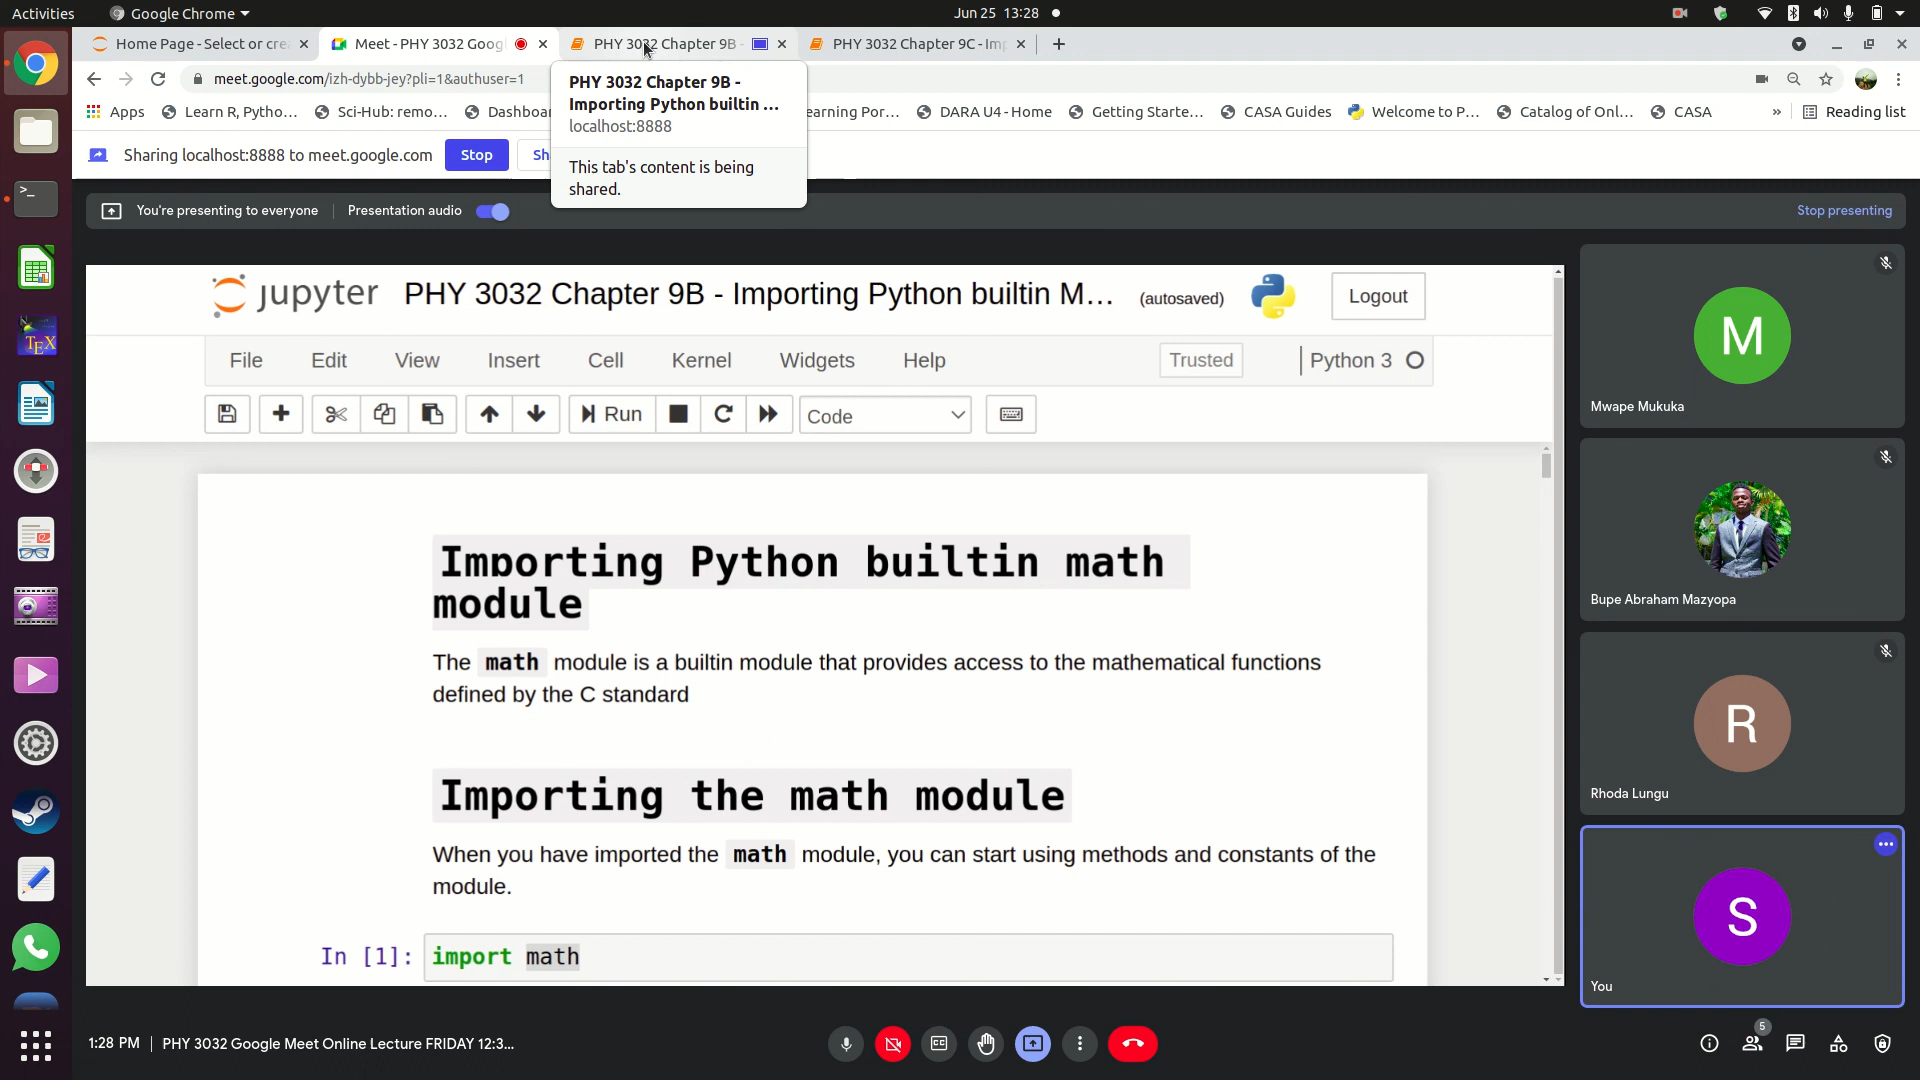 Activities
Google Chrome
Jun 25 13:28
Home Page - Select or cre
Meet - PHY 3032 Goog
PHY 3032 Chapter 9B -
PHY 3032 Chapter 9C - Im
meet.google.com/izh-dybb-jey?pli=1&authuser=1
Apps
Learn R, Pytho...
Sci-Hub: remo...
Dashboar
earning Por...
DARA U4 - Home
Getting Starte...
CASA Guides
Welcome to P...
Catalog of Onl...
CASA
»
Reading list
PHY 3032 Chapter 9B -
Importing Python builtin ...
localhost:8888
This tab's content is being
shared.
Sharing localhost:8888 to meet.google.com
Stop
Sh
You're presenting to everyone
Presentation audio
Stop presenting
jupyter
PHY 3032 Chapter 9B - Importing Python builtin M...
(autosaved)
Logout
File
Edit
View
Insert
Cell
Kernel
Widgets
Help
Trusted
Python 3
Run
Code
Importing Python builtin math
module
The math module is a builtin module that provides access to the mathematical functions
defined by the C standard
Importing the math module
When you have imported the math module, you can start using methods and constants of the
module.
In [1]: import math
M
Mwape Mukuka
Bupe Abraham Mazyopa
R
Rhoda Lungu
S
You
1:28 PM | PHY 3032 Google Meet Online Lecture FRIDAY 12:3...
5